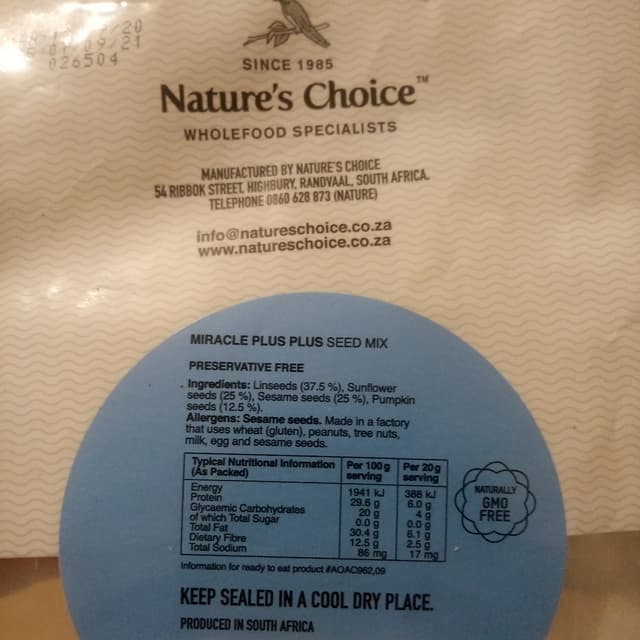 026504
SINCE 1985
Nature's Choice™
WHOLEFOOD SPECIALISTS
MANUFACTURED BY NATURE'S CHOICE
54 RIBBOK STREET, HIGHBURY, RANDVAAL, SOUTH AFRICA.
TELEPHONE 0860 628 873 (NATURE)
info@natureschoice.co.za
www.natureschoice.co.za
MIRACLE PLUS PLUS SEED MIX
PRESERVATIVE FREE
Ingredients: Linseeds (37.5 %), Sunflower
seeds (25 %), Sesame seeds (25 %), Pumpkin
seeds (12.5 %).
Allergens: Sesame seeds. Made in a factory
that uses wheat (gluten), peanuts, tree nuts,
milk, egg and sesame seeds.
Typical Nutritional Information Per 100 g Per 20 g
(As Packed) serving serving
Energy 1941 kJ 388 kJ
Protein 29.6 g 6.0 g
Glycaemic Carbohydrates 20 g 4 g
of which Total Sugar 0.0 g 0.0 g
Total Fat 30.4 g 6.1 g
Dietary Fibre 12.5 g 2.5 g
Total Sodium 86 mg 17 mg
Information for ready to eat product #AOAC962,09
NATURALLY
GMO
FREE
KEEP SEALED IN A COOL DRY PLACE.
PRODUCED IN SOUTH AFRICA